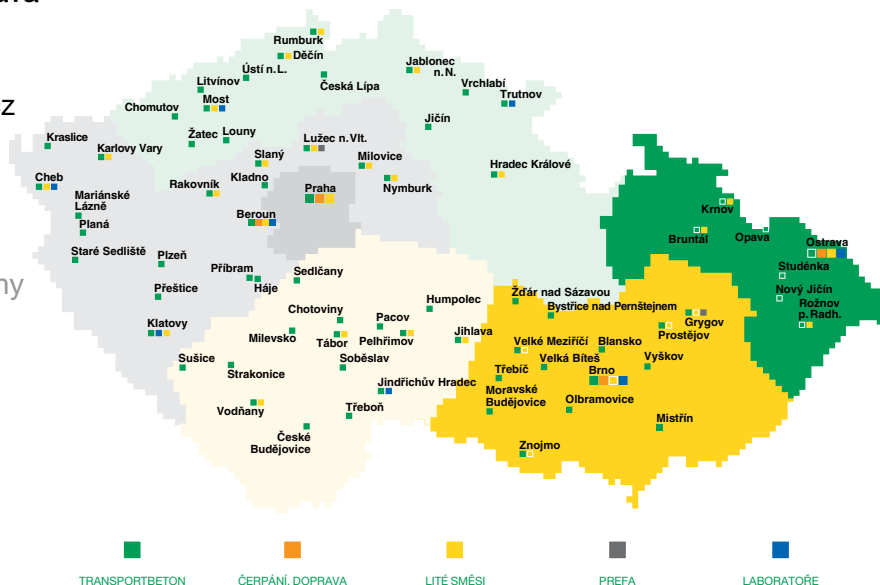 Rumburk
Děčín
Ústí n.L.
Jablonec
n. N.
Litvínov
Česká Lípa
Vrchlabí
Most
Trutnov
Chomutov
z
Jičín
Kraslice
Žatec
Louny
Lužec n.Vlt.
Karlovy Vary
Slaný
Milovice
Hradec Králové
Cheb
Kladno
Rakovník
Praha
Nymburk
Mariánské
Lázně
Krnov
Beroun
Planá
Bruntál
Opava
Ostrava
Staré Sedliště
Plzeň
Studénka
Příbram
Sedlčany
ny
Přeštice
Háje
Žďár nad Sázavou
Nový Jičín
Humpolec
Bystřice nad Pernštejnem
Rožnov
p. Radh.
Chotoviny
Klatovy
Pacov
Grygov
Milevsko
Jihlava
Prostějov
Tábor
Pelhřimov
Velké Meziříčí
Blansko
Sušice
Soběslav
Velká Bíteš
Vyškov
Strakonice
Třebíč
Brno
Jindřichův Hradec
Moravské
Budějovice
Olbramovice
Vodňany
Třeboň
Mistřín
České
Budějovice
Znojmo
TRANSPORTBETON
ČERPÁNÍ, DOPRAVA
LITÉ SMĚSI
PREFA
LABORATOŘE